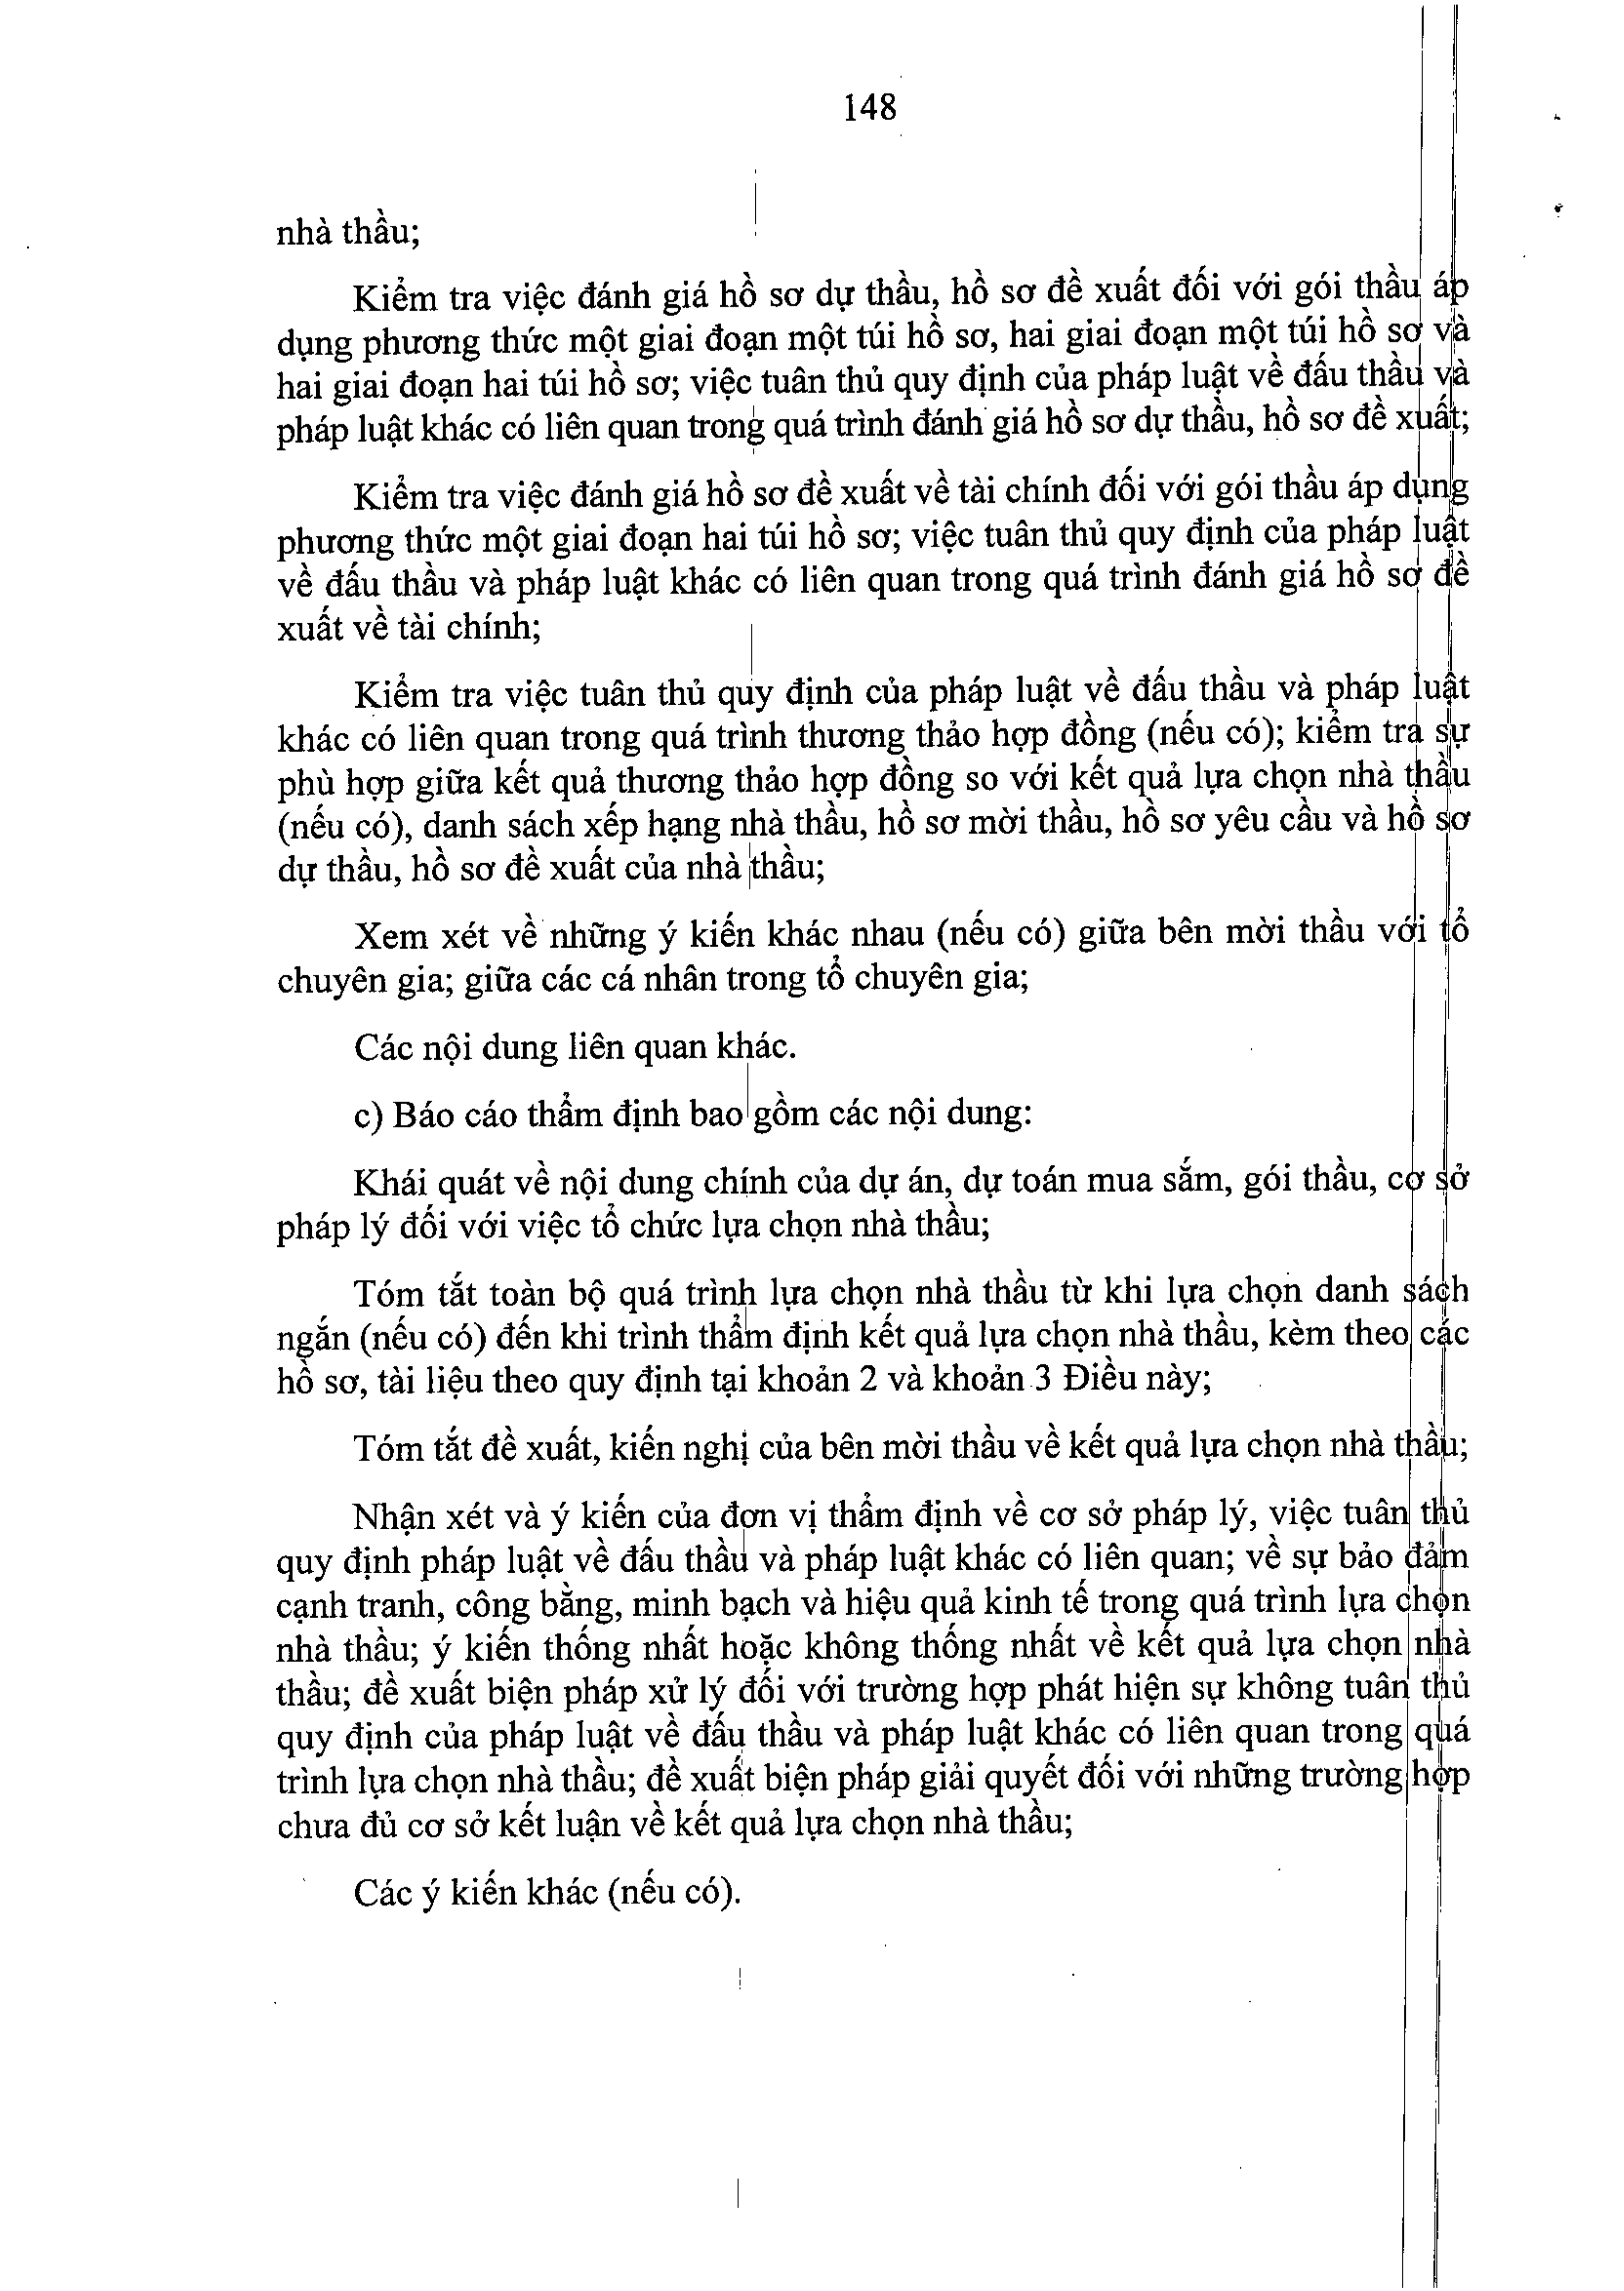 148
nhà thầu;
Kiểm tra việc đánh giá hồ sơ dự thầu, hồ sơ đề xuất đối với gói thầu áp
dụng phương thức một giai đoạn một túi hồ sơ, hai giai đoạn một túi hồ sơ và
hai giai đoạn hai túi hồ sơ; việc tuân thủ quy định của pháp luật về đấu thầu và
pháp luật khác có liên quan trong quá trình đánh giá hồ sơ dự thầu, hồ sơ đề xuất;
Kiểm tra việc đánh giá hồ sơ đề xuất về tài chính đối với gói thầu áp dụng
phương thức một giai đoạn hai túi hồ sơ; việc tuân thủ quy định của pháp luật
về đấu thầu và pháp luật khác có liên quan trong quá trình đánh giá hồ sơ đề
xuất về tài chính;
Kiểm tra việc tuân thủ quy định của pháp luật về đấu thầu và pháp luật
khác có liên quan trong quá trình thương thảo hợp đồng (nếu có); kiểm tra sự
phù hợp giữa kết quả thương thảo hợp đồng so với kết quả lựa chọn nhà thầu
(nếu có), danh sách xếp hạng nhà thầu, hồ sơ mời thầu, hồ sơ yêu cầu và hồ sơ
dự thầu, hồ sơ đề xuất của nhà thầu;
Xem xét về những ý kiến khác nhau (nếu có) giữa bên mời thầu với tổ
chuyên gia; giữa các cá nhân trong tổ chuyên gia;
Các nội dung liên quan khác.
c) Báo cáo thẩm định bao gồm các nội dung:
Khái quát về nội dung chính của dự án, dự toán mua sắm, gói thầu, cơ sở
pháp lý đối với việc tổ chức lựa chọn nhà thầu;
Tóm tắt toàn bộ quá trình lựa chọn nhà thầu từ khi lựa chọn danh sách
ngắn (nếu có) đến khi trình thẩm định kết quả lựa chọn nhà thầu, kèm theo các
hồ sơ, tài liệu theo quy định tại khoản 2 và khoản 3 Điều này;
Tóm tắt đề xuất, kiến nghị của bên mời thầu về kết quả lựa chọn nhà thầu;
Nhận xét và ý kiến của đơn vị thẩm định về cơ sở pháp lý, việc tuân thủ
quy định pháp luật về đấu thầu và pháp luật khác có liên quan; về sự bảo đảm
cạnh tranh, công bằng, minh bạch và hiệu quả kinh tế trong quá trình lựa chọn
nhà thầu; ý kiến thống nhất hoặc không thống nhất về kết quả lựa chọn nhà
thầu; đề xuất biện pháp xử lý đối với trường hợp phát hiện sự không tuân thủ
quy định của pháp luật về đấu thầu và pháp luật khác có liên quan trong quá
trình lựa chọn nhà thầu; đề xuất biện pháp giải quyết đối với những trường hợp
chưa đủ cơ sở kết luận về kết quả lựa chọn nhà thầu;
Các ý kiến khác (nếu có).